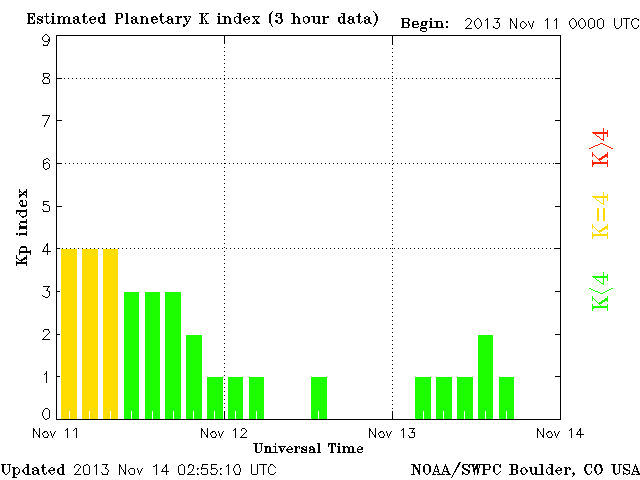 Estimated Planetary K index (3 hour data) Begin: 2013 Nov 11 0000 UTC
9
8
7
6
5
4
3
2
1
0
Kp index
K>4
K=4
K<4
Nov 11 Nov 12 Nov 13 Nov 14
Universal Time
Updated 2013 Nov 14 02:55:10 UTC NOAA/SWPC Boulder, CO USA